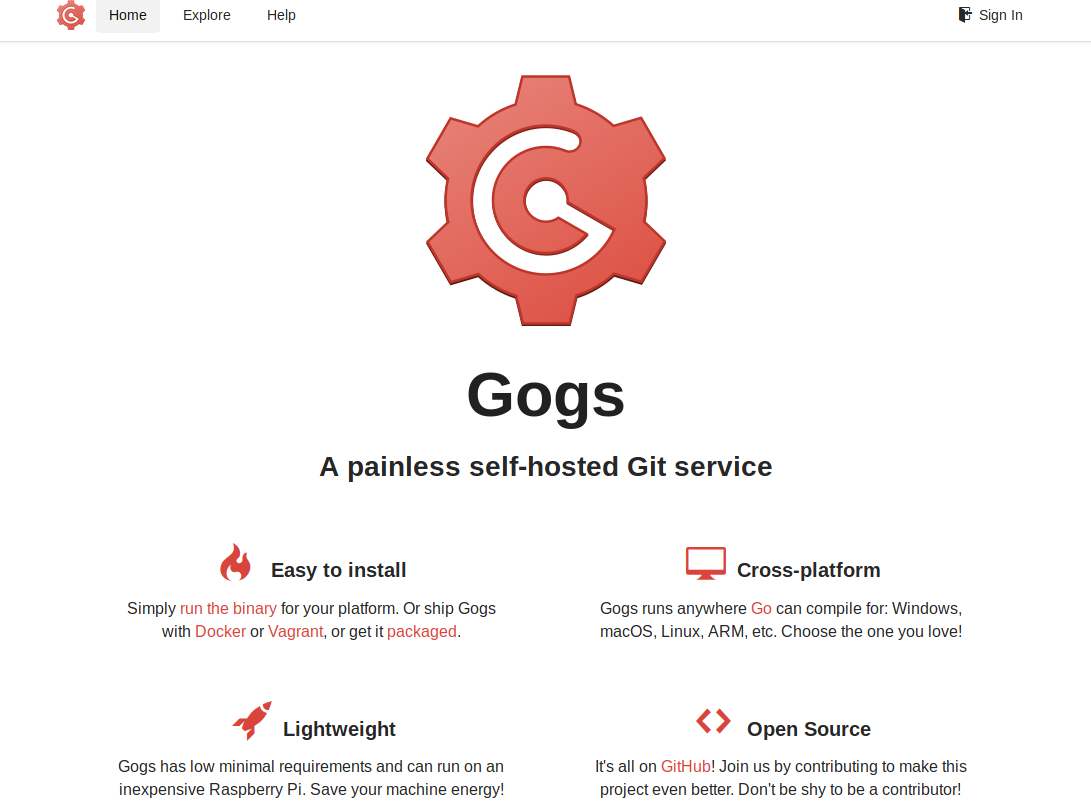 Home Explore Help Sign In
Gogs
A painless self-hosted Git service
Easy to install
Simply run the binary for your platform. Or ship Gogs
with Docker or Vagrant, or get it packaged.
Cross-platform
Gogs runs anywhere Go can compile for: Windows,
macOS, Linux, ARM, etc. Choose the one you love!
Lightweight
Gogs has low minimal requirements and can run on an
inexpensive Raspberry Pi. Save your machine energy!
Open Source
It's all on GitHub! Join us by contributing to make this
project even better. Don't be shy to be a contributor!